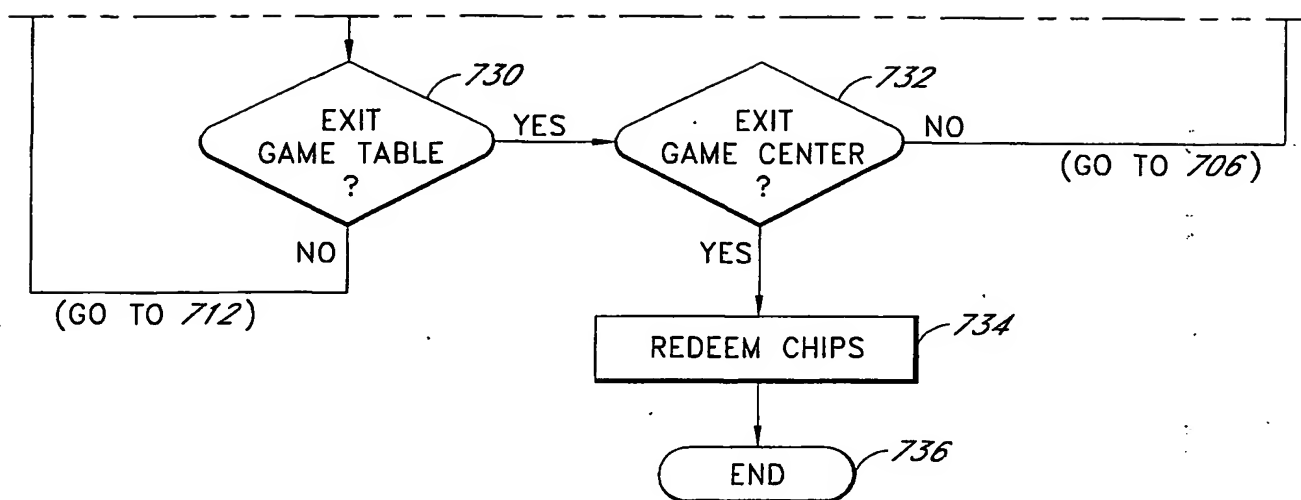 730
732
EXIT
GAME TABLE
?
YES
EXIT
GAME CENTER
?
NO
(GO TO 706)
NO
(GO TO 712)
YES
734
REDEEM CHIPS
736
END